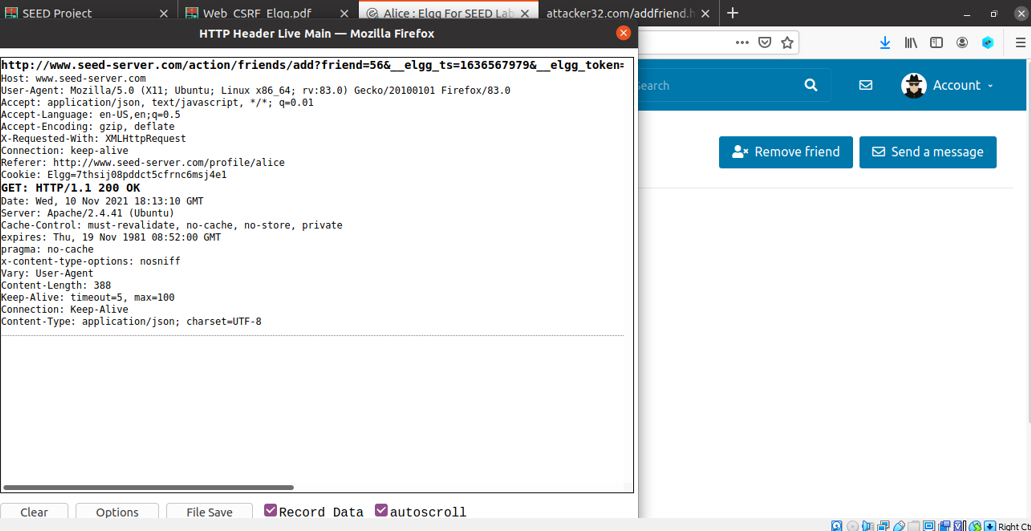 SEED Project
Web_CSRF_Elgg.pdf
Alice : Elgg For SEED Lab
attacker32.com/addfriend.h
HTTP Header Live Main — Mozilla Firefox
http://www.seed-server.com/action/friends/add?friend=56&__elgg_ts=1636567979&__elgg_token=
Host: www.seed-server.com
User-Agent: Mozilla/5.0 (X11; Ubuntu; Linux x86_64; rv:83.0) Gecko/20100101 Firefox/83.0
Accept: application/json, text/javascript, */*; q=0.01
Accept-Language: en-US,en;q=0.5
Accept-Encoding: gzip, deflate
X-Requested-With: XMLHttpRequest
Connection: keep-alive
Referer: http://www.seed-server.com/profile/alice
Cookie: Elgg=7thsij08pddct5cfrnc6msj4e1
GET: HTTP/1.1 200 OK
Date: Wed, 10 Nov 2021 18:13:10 GMT
Server: Apache/2.4.41 (Ubuntu)
Cache-Control: must-revalidate, no-cache, no-store, private
expires: Thu, 19 Nov 1981 08:52:00 GMT
pragma: no-cache
x-content-type-options: nosniff
Vary: User-Agent
Content-Length: 388
Keep-Alive: timeout=5, max=100
Connection: Keep-Alive
Content-Type: application/json; charset=UTF-8
Clear
Options
File Save
Record Data
autoscroll
search
Account
Remove friend
Send a message
Right Ct